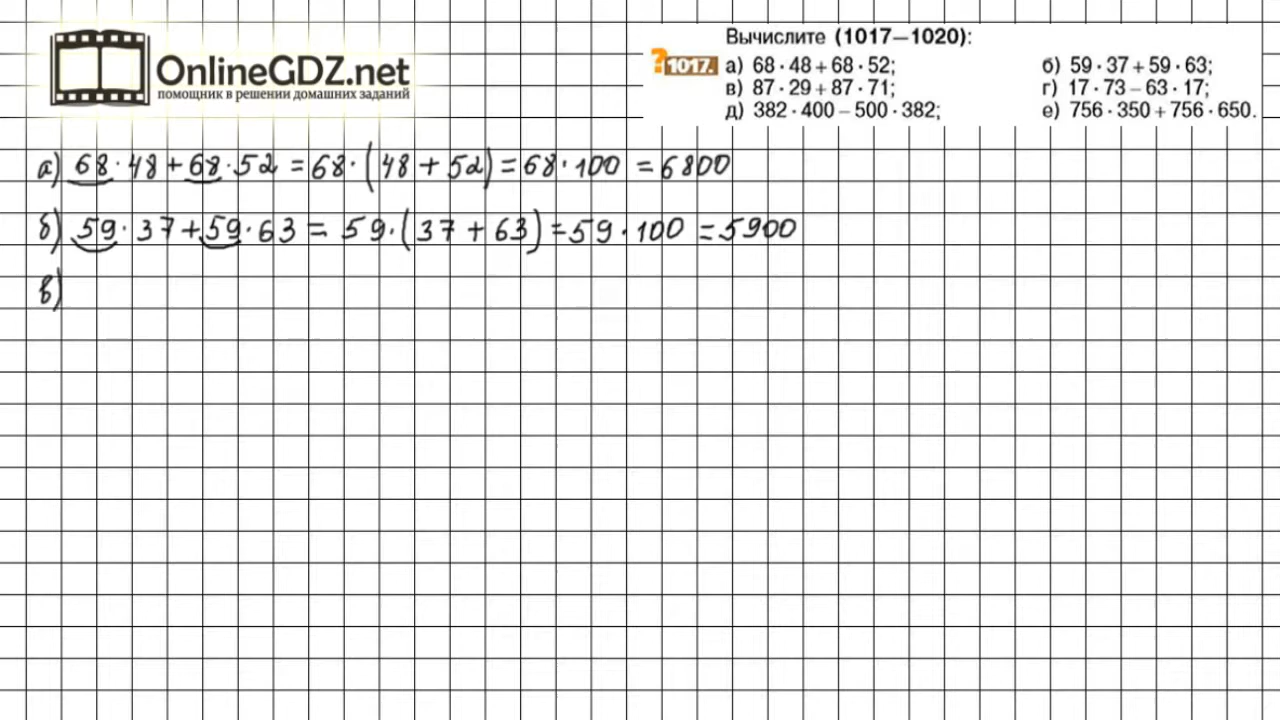 OnlineGDZ.net
помощник в решении домашних заданий
Вычислите (1017—1020):
?1017. а) 68 · 48 + 68 · 52; б) 59 · 37 + 59 · 63;
в) 87 · 29 + 87 · 71; г) 17 · 73 – 63 · 17;
д) 382 · 400 – 500 · 382; е) 756 · 350 + 756 · 650.
а) 68 · 48 + 68 · 52 = 68 · (48 + 52) = 68 · 100 = 6800
б) 59 · 37 + 59 · 63 = 59 · (37 + 63) = 59 · 100 = 5900
в)